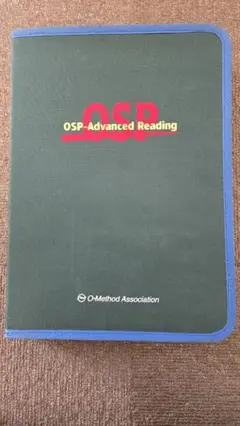 OSP
OSP-Advanced Reading
O-Method Association